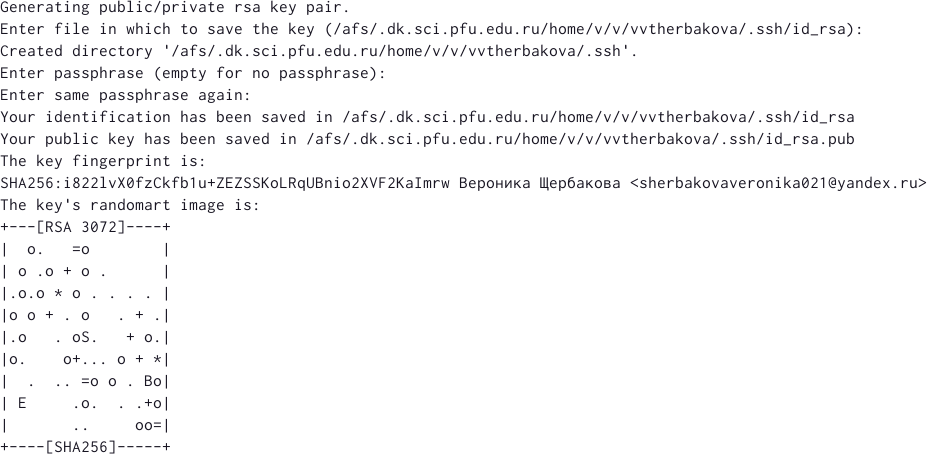 Generating public/private rsa key pair.
Enter file in which to save the key (/afs/.dk.sci.pfu.edu.ru/home/v/v/vvtherbakova/.ssh/id_rsa):
Created directory '/afs/.dk.sci.pfu.edu.ru/home/v/v/vvtherbakova/.ssh'.
Enter passphrase (empty for no passphrase):
Enter same passphrase again:
Your identification has been saved in /afs/.dk.sci.pfu.edu.ru/home/v/v/vvtherbakova/.ssh/id_rsa
Your public key has been saved in /afs/.dk.sci.pfu.edu.ru/home/v/v/vvtherbakova/.ssh/id_rsa.pub
The key fingerprint is:
SHA256:i822lvX0fzCkfb1u+ZEZSSKoLRqUBnio2XVF2KaImrw Вероника Щербакова <sherbakovaveronika021@yandex.ru>
The key's randomart image is:
+---[RSA 3072]----+
|  o.   =o        |
| o .o + o .      |
|.o.o * o . . . . |
|o o + . o   . + .|
|.o   . oS.   + o.|
|o.    o+... o + *|
|  .  .. =o o . Bo|
| E     .o.  . .+o|
|       ..     oo=|
+----[SHA256]-----+